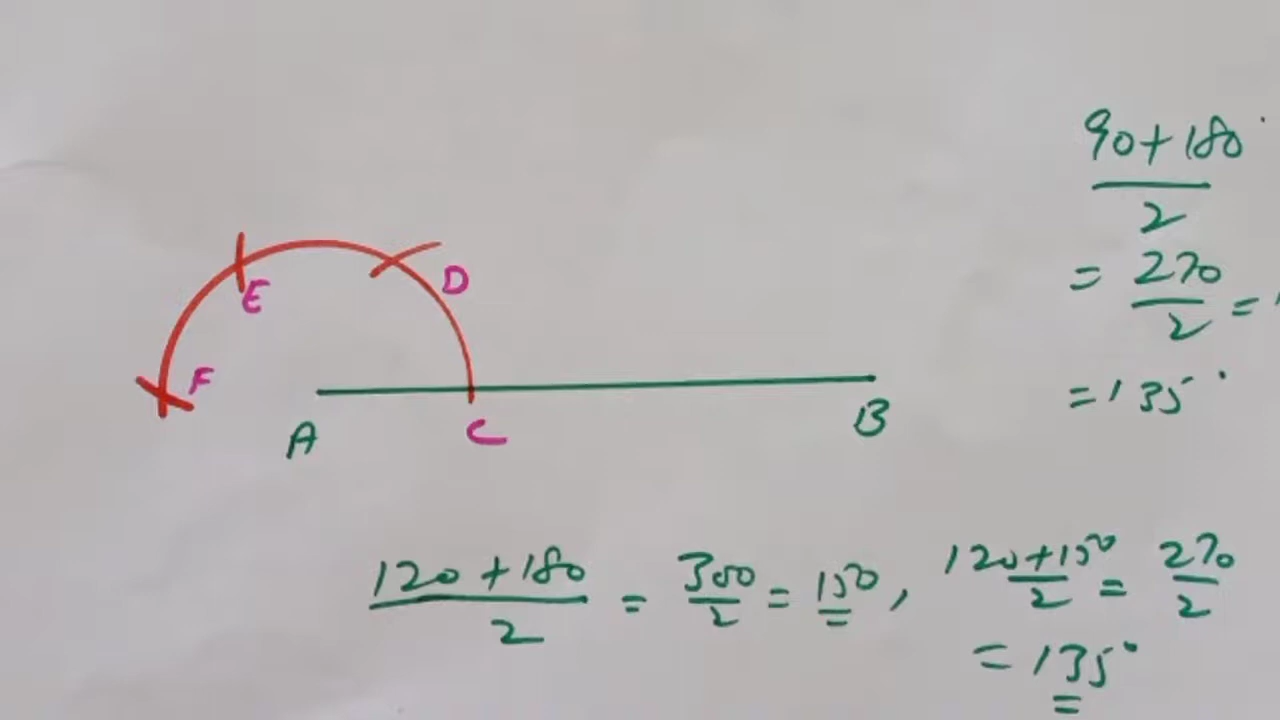 90+180°
2
= 270
2 =
=135°
E
D
F
A
C
B
120+180
2
= 300
2
= 150,
120+150
2
= 270
2
=135°